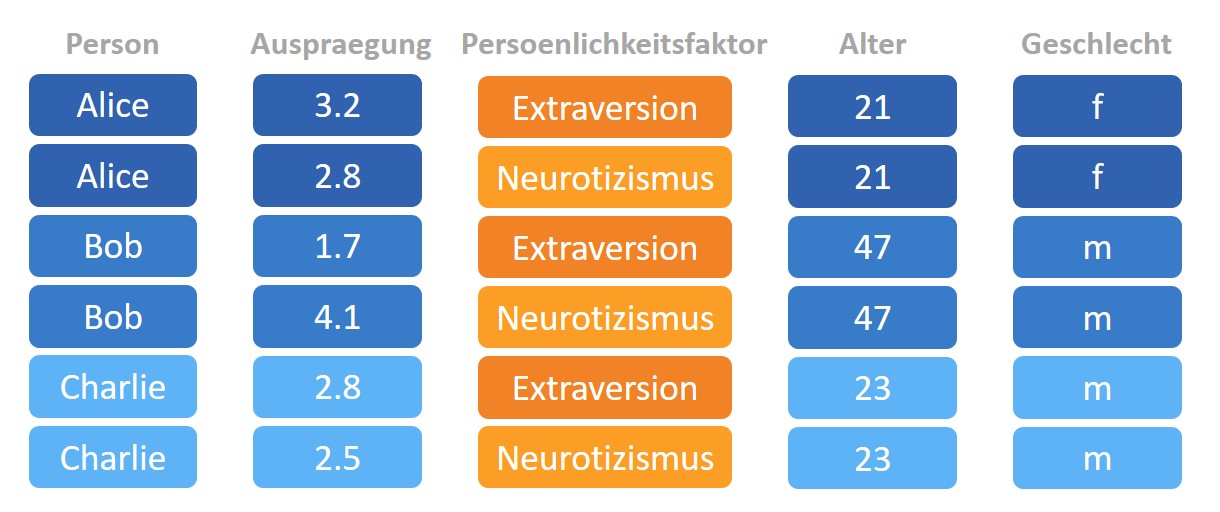 Person Auspraegung Persoenlichkeitsfaktor Alter Geschlecht
Alice 3.2 Extraversion 21 f
Alice 2.8 Neurotizismus 21 f
Bob 1.7 Extraversion 47 m
Bob 4.1 Neurotizismus 47 m
Charlie 2.8 Extraversion 23 m
Charlie 2.5 Neurotizismus 23 m